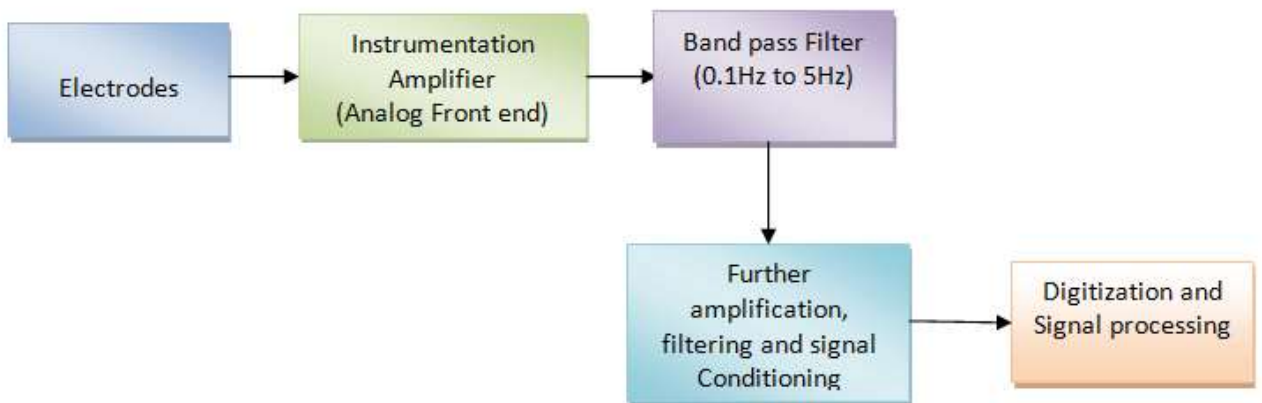 Electrodes
Instrumentation
Amplifier
(Analog Front end)
Band pass Filter
(0.1Hz to 5Hz)
Further
amplification,
filtering and signal
Conditioning
Digitization and
Signal processing